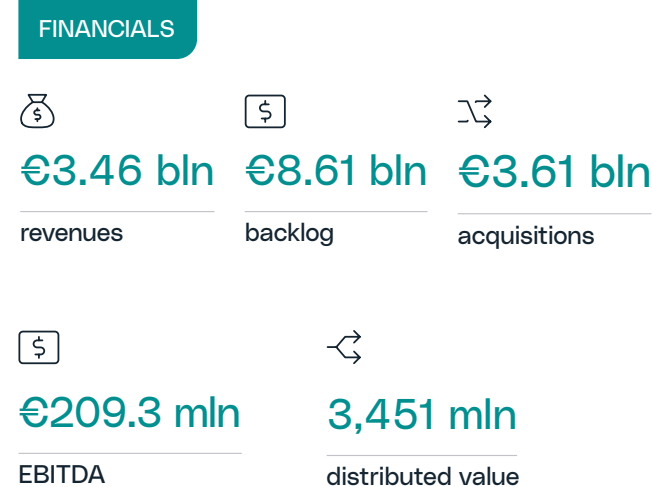 FINANCIALS
€3.46 bln
€8.61 bln
€3.61 bln
revenues
backlog
acquisitions
€209.3 mln
3,451 mln
EBITDA
distributed value